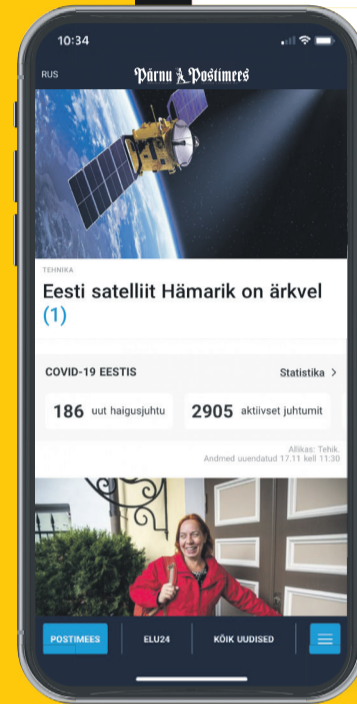 10:34
RUS
Pärnu Postimees
TEHNIKA
Eesti satelliit Hämarik on ärkvel
(1)
COVID-19 EESTIS
Statistika >
186 uut haigusjuhtu
2905 aktiivset juhtumit
Allikas: Tehik.
Andmed uuendatud 17.11 kell 11:30
POSTIMEES
ELU24
KÕIK UUDISED